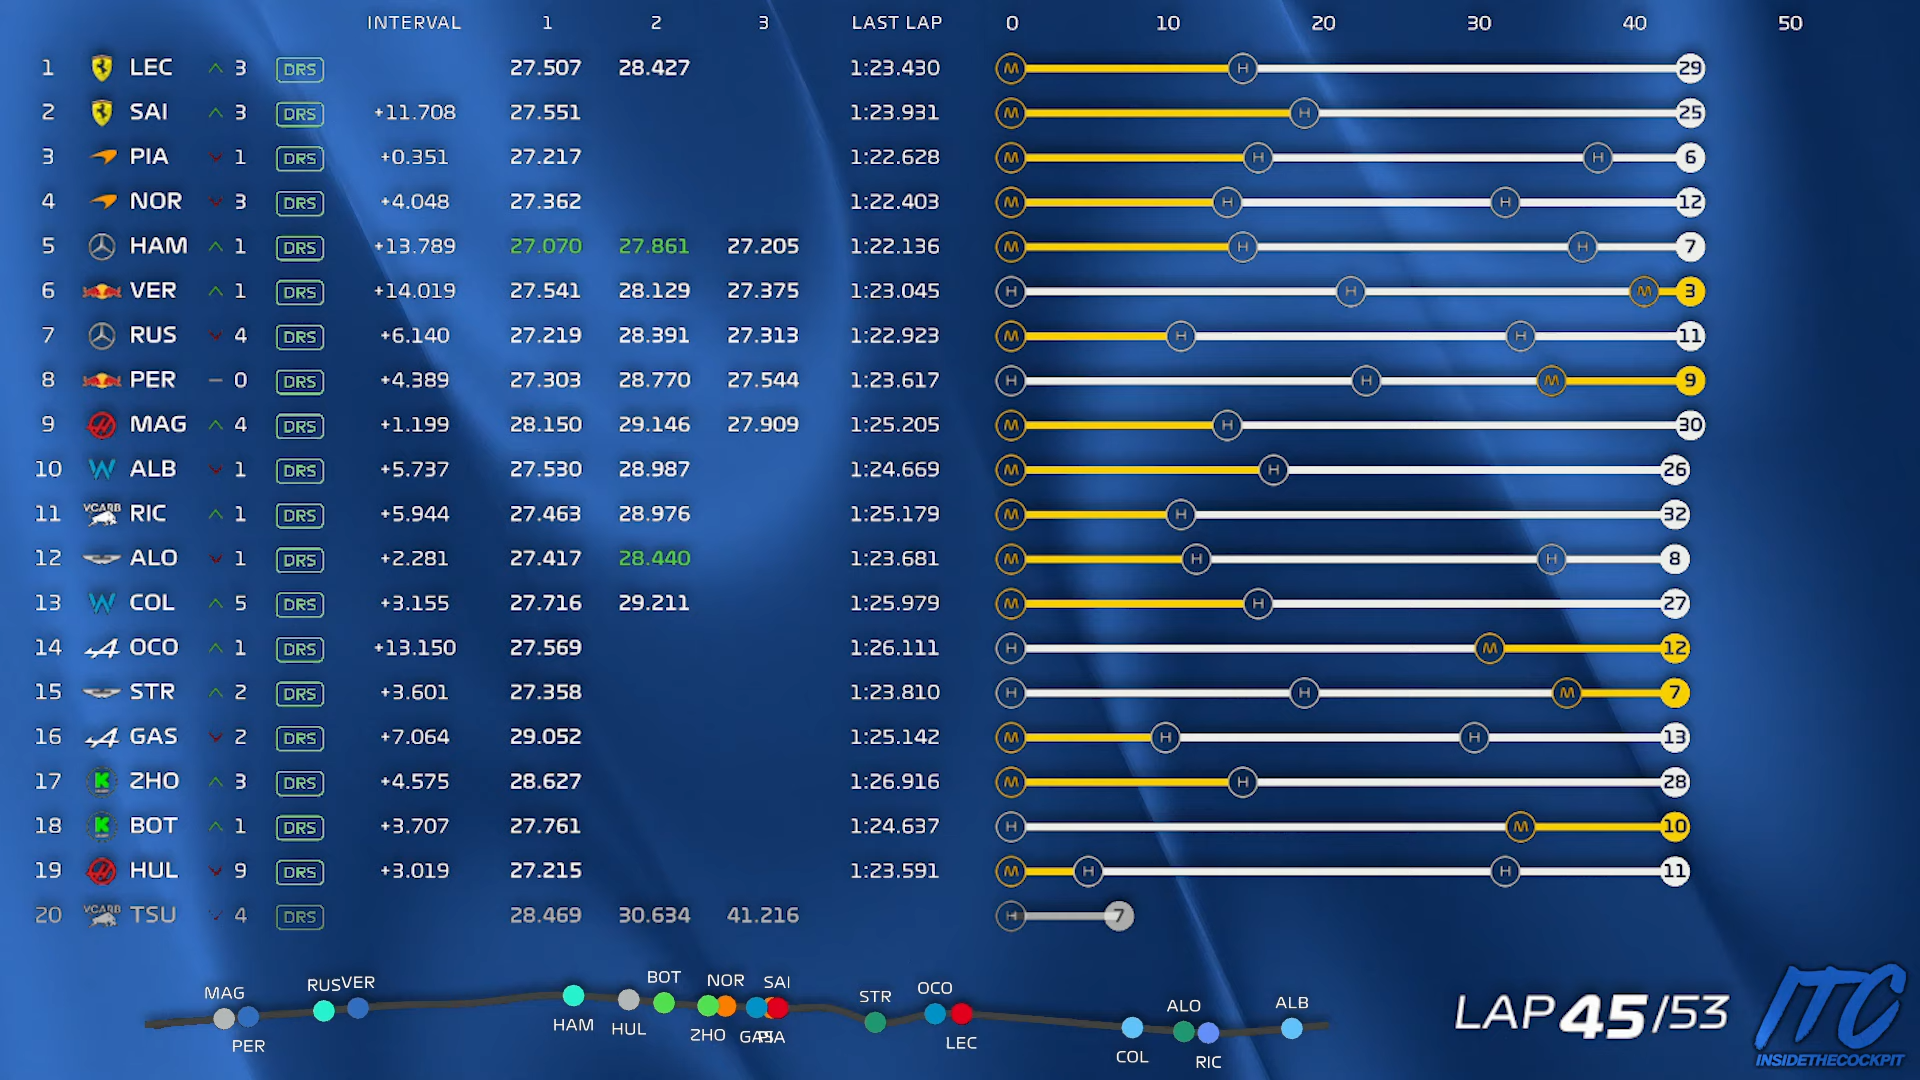 INTERVAL 1 2 3 LAST LAP 0 10 20 30 40 50
1 LEC 3 DRS 27.507 28.427 1:23.430 M H 29
2 SAI 3 DRS +11.708 27.551 1:23.931 M H 25
3 PIA 1 DRS +0.351 27.217 1:22.628 M H H 6
4 NOR 3 DRS +4.048 27.362 1:22.403 M H H 12
5 HAM 1 DRS +13.789 27.070 27.861 27.205 1:22.136 M H H 7
6 VER 1 DRS +14.019 27.541 28.129 27.375 1:23.045 H H M 3
7 RUS 4 DRS +6.140 27.219 28.391 27.313 1:22.923 M H H 11
8 PER 0 DRS +4.389 27.303 28.770 27.544 1:23.617 H H M 9
9 MAG 4 DRS +1.199 28.150 29.146 27.909 1:25.205 M H 30
10 ALB 1 DRS +5.737 27.530 28.987 1:24.669 M H 26
11 VCARB RIC 1 DRS +5.944 27.463 28.976 1:25.179 M H 32
12 ALO 1 DRS +2.281 27.417 28.440 1:23.681 M H H 8
13 COL 5 DRS +3.155 27.716 29.211 1:25.979 M H 27
14 OCO 1 DRS +13.150 27.569 1:26.111 H M 12
15 STR 2 DRS +3.601 27.358 1:23.810 H H M 7
16 GAS 2 DRS +7.064 29.052 1:25.142 M H H 13
17 K ZHO 3 DRS +4.575 28.627 1:26.916 M H 28
18 K BOT 1 DRS +3.707 27.761 1:24.637 H M 10
19 HUL 9 DRS +3.019 27.215 1:23.591 M H H 11
20 VCARB TSU 4 DRS 28.469 30.634 41.216 H 7
MAG RUS VER BOT NOR SAI STR OCO ALO ALB
PER HAM HUL ZHO GAS PIA LEC COL RIC
LAP 45/53
ITC
INSIDETHECOCKPIT